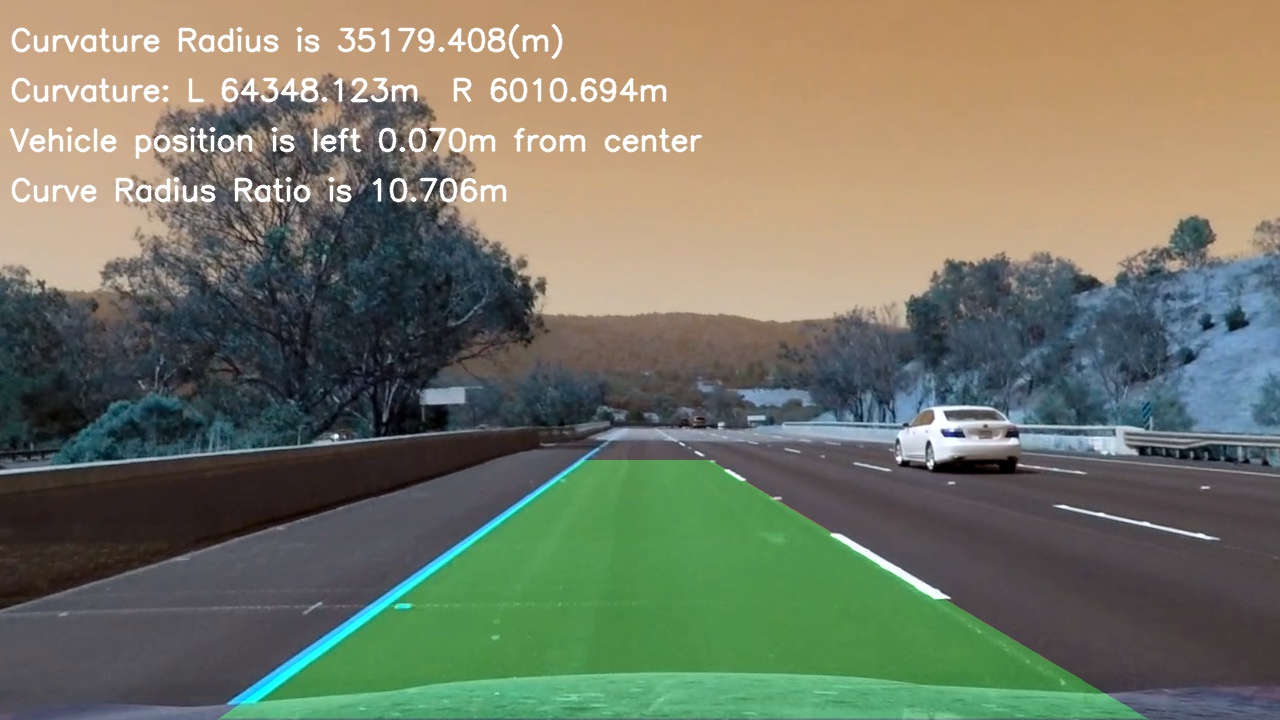 Curvature Radius is 35179.408(m)
Curvature: L 64348.123m R 6010.694m
Vehicle position is left 0.070m from center
Curve Radius Ratio is 10.706m